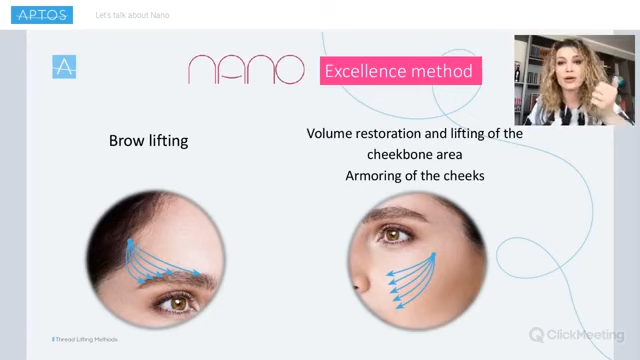 APTOS
Let's talk about Nano
A
nano
Excellence method
Brow lifting
Volume restoration and lifting of the
cheekbone area
Armoring of the cheeks
Thread Lifting Methods
ClickMeeting